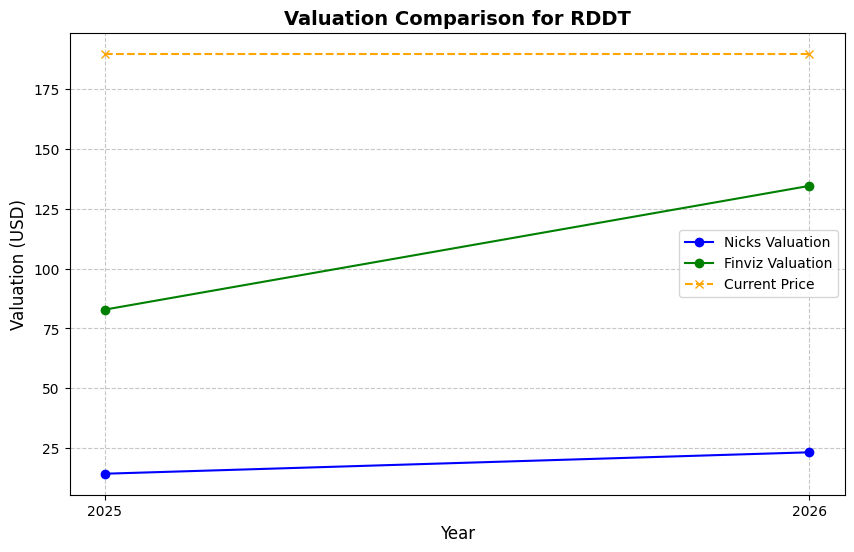 Valuation Comparison for RDDT
Valuation (USD)
175
150
125
100
75
50
25
Nicks Valuation
Finviz Valuation
Current Price
2025
2026
Year